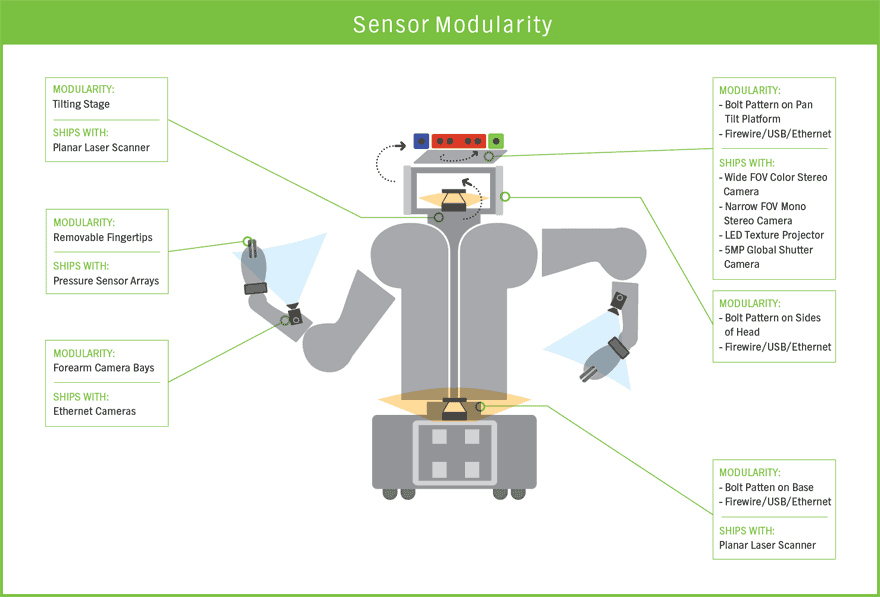 Sensor Modularity
MODULARITY:
Tilting Stage
SHIPS WITH:
Planar Laser Scanner
MODULARITY:
Removable Fingertips
SHIPS WITH:
Pressure Sensor Arrays
MODULARITY:
Forearm Camera Bays
SHIPS WITH:
Ethernet Cameras
MODULARITY:
- Bolt Pattern on Pan
Tilt Platform
- Firewire/USB/Ethernet
SHIPS WITH:
- Wide FOV Color Stereo
Camera
- Narrow FOV Mono
Stereo Camera
- LED Texture Projector
- 5MP Global Shutter
Camera
MODULARITY:
- Bolt Pattern on Sides
of Head
- Firewire/USB/Ethernet
MODULARITY:
- Bolt Patten on Base
- Firewire/USB/Ethernet
SHIPS WITH:
Planar Laser Scanner